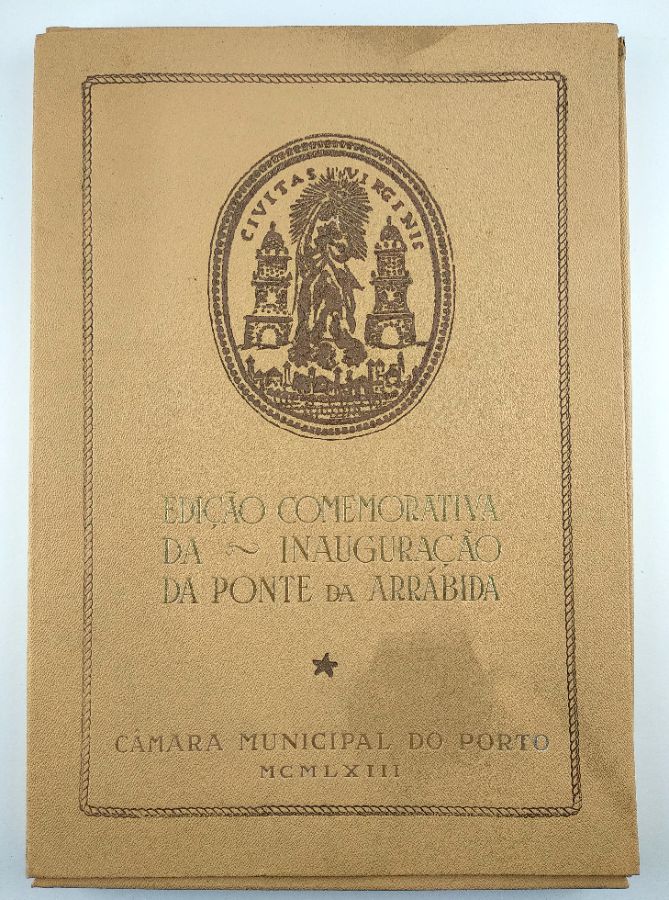 CIVITAS VIRGINIS
EDIÇÃO COMEMORATIVA
DA ~ INAUGURAÇÃO
DA PONTE DA ARRÁBIDA
CÂMARA MUNICIPAL DO PORTO
MCMLXIII